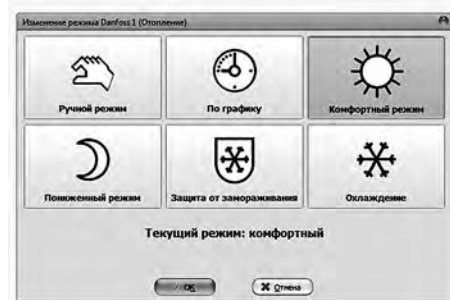 Изменение режима Danfoss 1 (Отопление)
Ручной режим
По графику
Комфортный режим
Пониженный режим
Защита от замораживания
Охлаждение
Текущий режим: комфортный
OK
Отмена